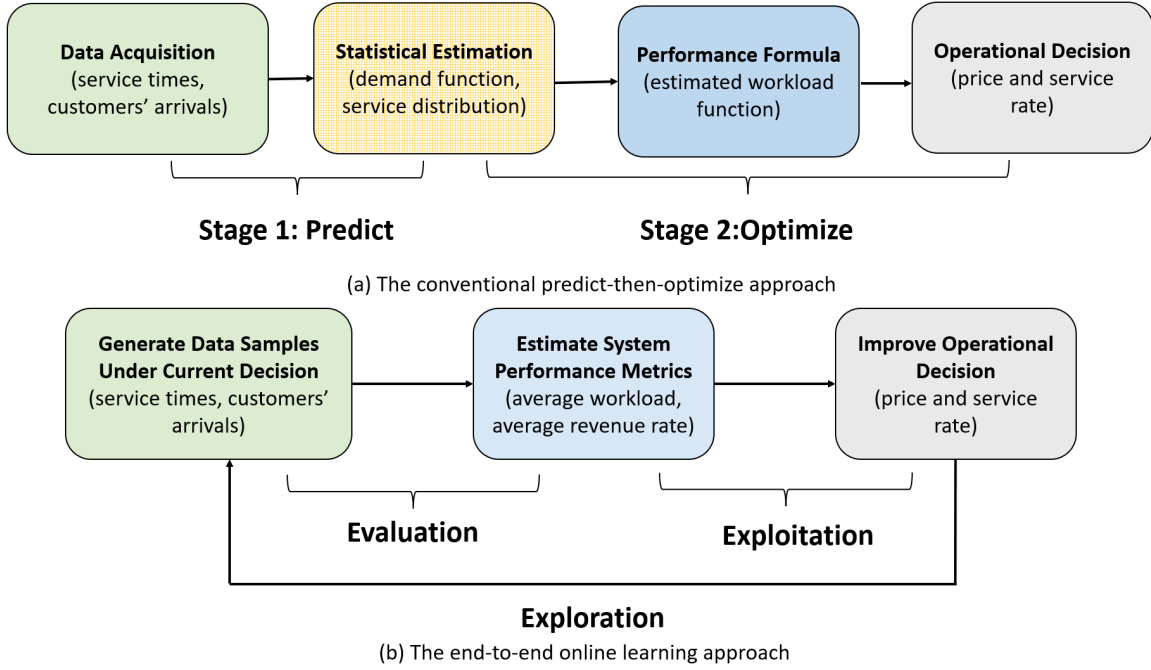 Data Acquisition
(service times,
customers' arrivals)
Statistical Estimation
(demand function,
service distribution)
Performance Formula
(estimated workload
function)
Operational Decision
(price and service
rate)
Stage 1: Predict
Stage 2:Optimize
(a) The conventional predict-then-optimize approach
Generate Data Samples
Under Current Decision
(service times, customers'
arrivals)
Estimate System
Performance Metrics
(average workload,
average revenue rate)
Improve Operational
Decision
(price and service
rate)
Evaluation
Exploitation
Exploration
(b) The end-to-end online learning approach